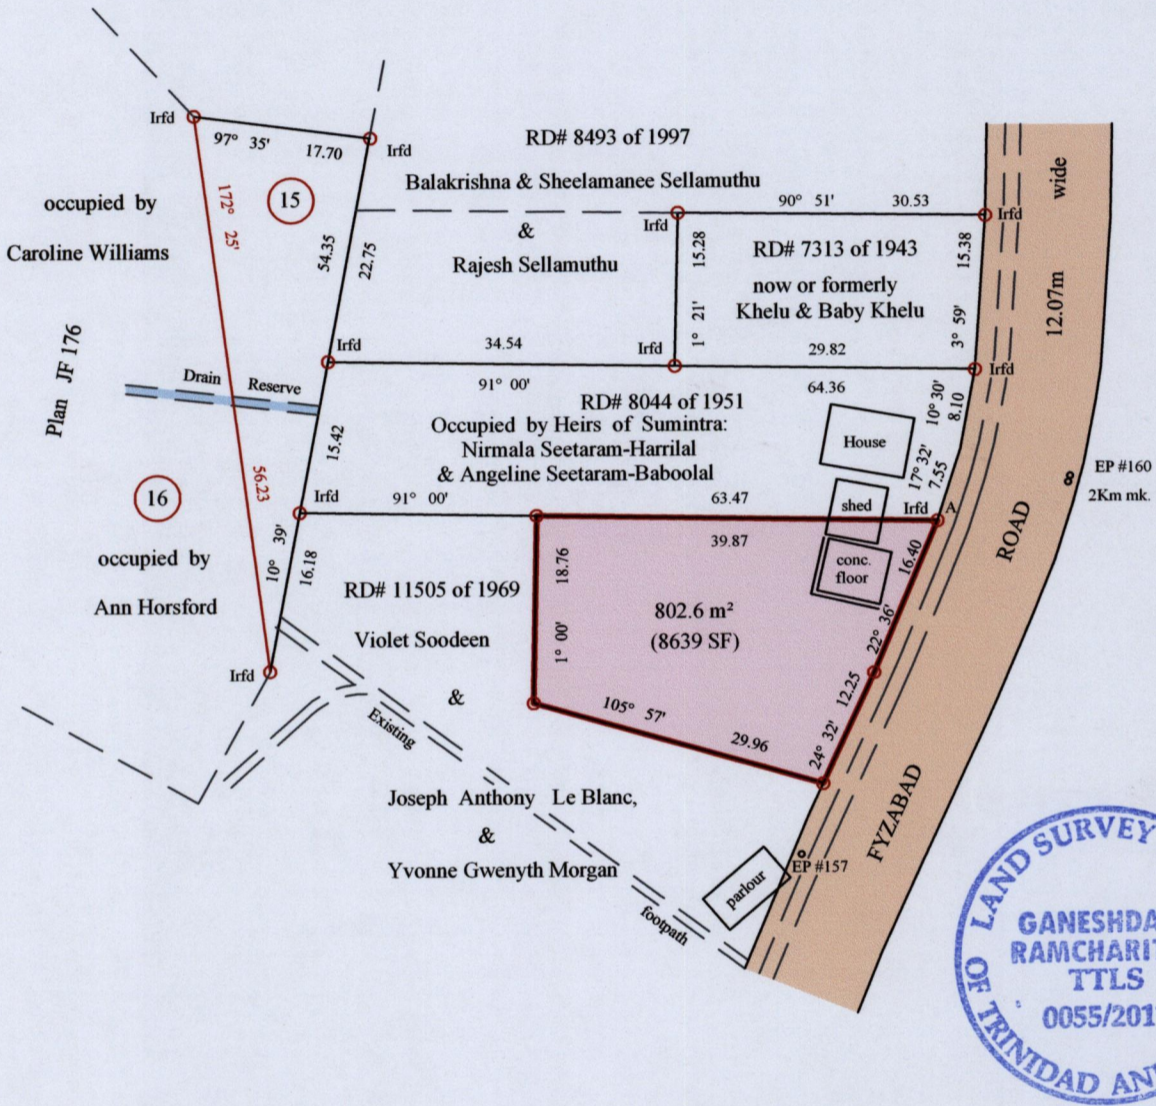 Irfd
97° 35'
17.70
Irfd
RD# 8493 of 1997
Balakrishna & Sheelamanee Sellamuthu
&
Rajesh Sellamuthu
15
172° 25'
occupied by
Caroline Williams
54.35
22.75
90° 51'
30.53
Irfd
Irfd
RD# 7313 of 1943
now or formerly
Khelu & Baby Khelu
15.28
1° 21'
15.38
3° 59'
wide
12.07m
Plan JF 176
Irfd
34.54
Irfd
29.82
Irfd
Drain Reserve
91° 00'
64.36
RD# 8044 of 1951
Occupied by Heirs of Sumintra:
Nirmala Seetaram-Harrilal
& Angeline Seetaram-Baboolal
10° 30'
8.10
House
17° 32'
7.55
15.42
EP #160
2Km mk.
56.23
16
Irfd
91° 00'
63.47
shed
Irfd
A
39.87
conc.
floor
16.40
ROAD
occupied by
Ann Horsford
10° 39'
16.18
RD# 11505 of 1969
Violet Soodeen
&
18.76
1° 00'
802.6 m²
(8639 SF)
22° 36'
Irfd
12.25
24° 32'
105° 57'
29.96
Existing
footpath
Joseph Anthony Le Blanc,
&
Yvonne Gwenyth Morgan
FYZABAD
EP #157
parlour
LAND SURVEY
GANESHDA
RAMCHARIT
TTLS
0055/201
OF TRINIDAD AN